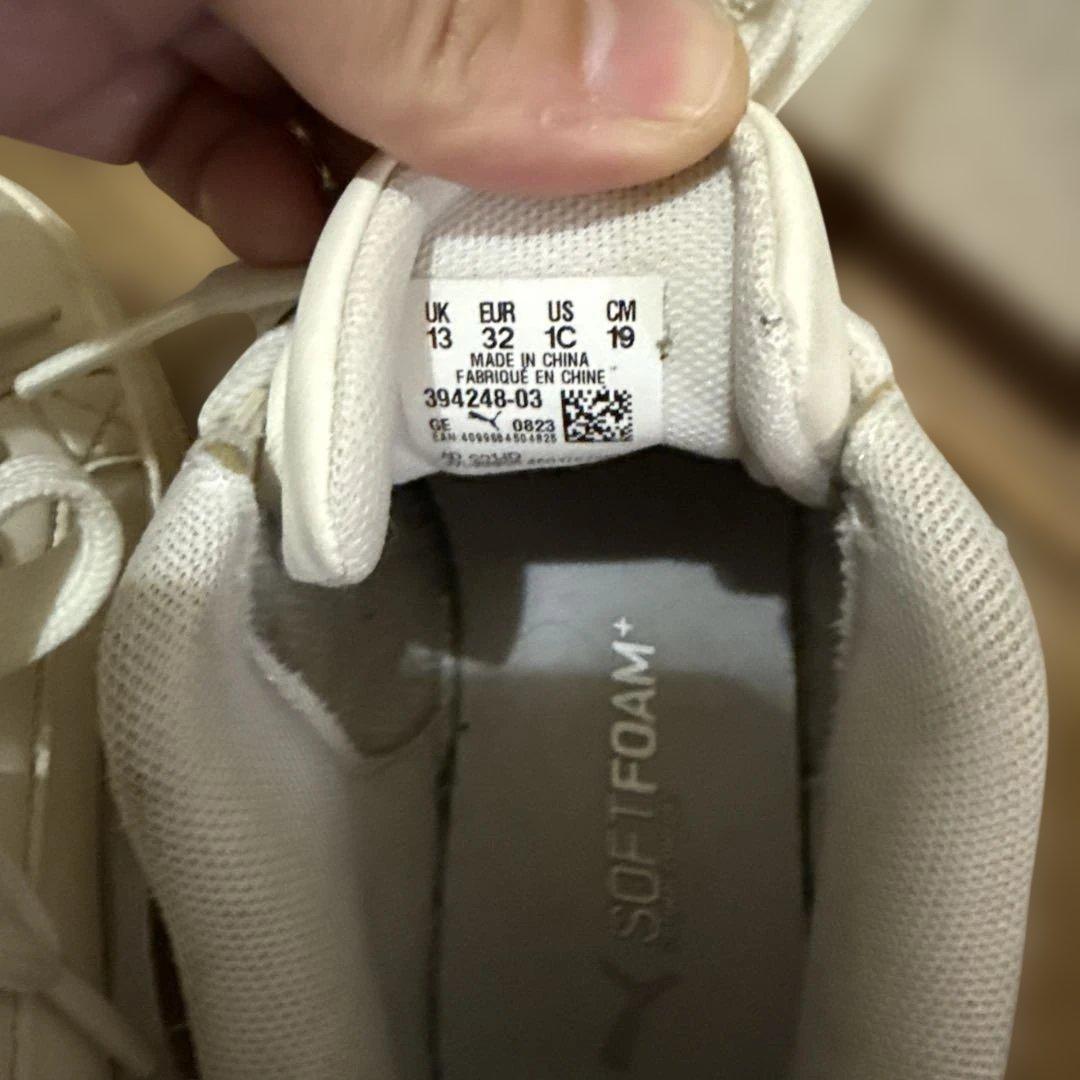 UK EUR US CM
13 32 1C 19
MADE IN CHINA
FABRIQUÉ EN CHINE
394248-03
GE 0823
SOFTFOAM+